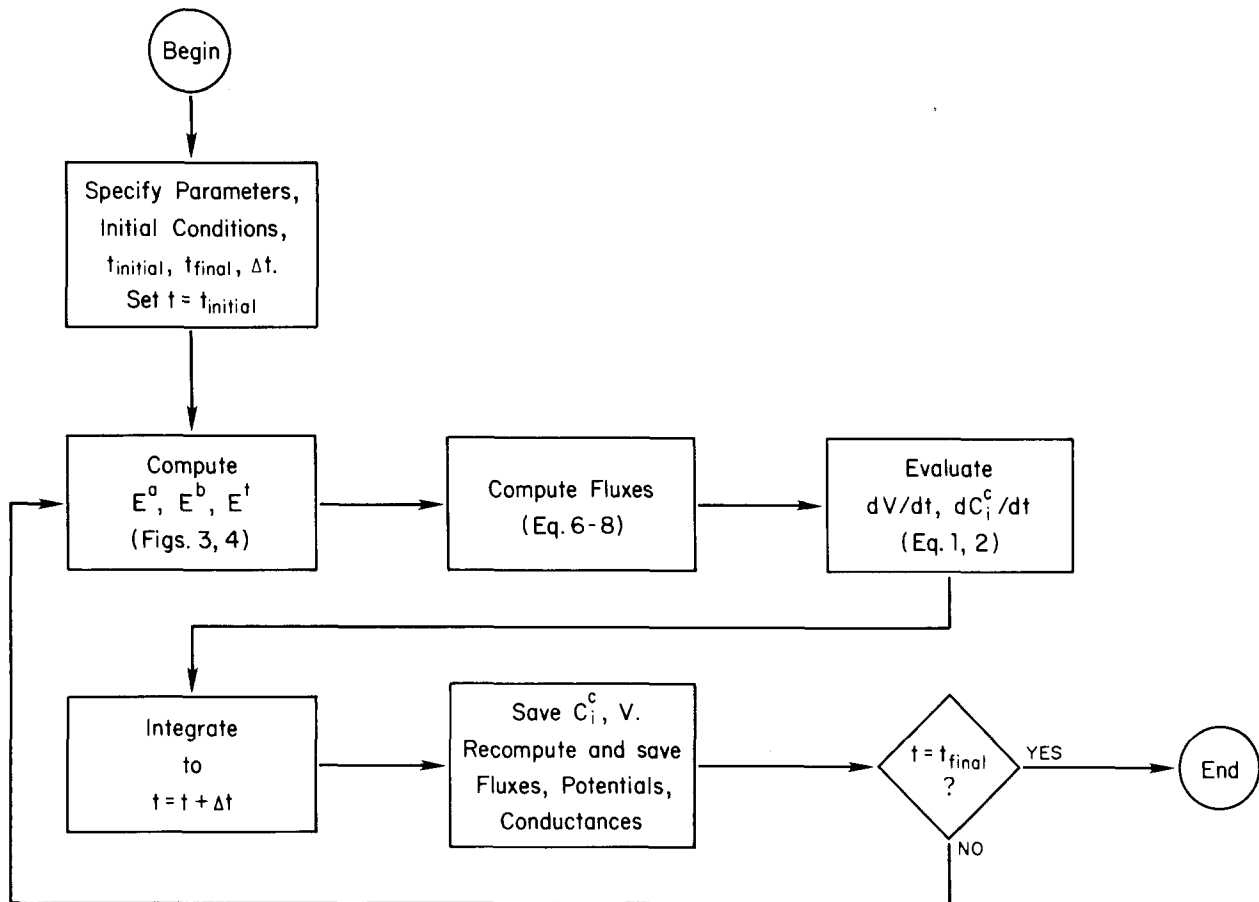 Begin
Specify Parameters,
Initial Conditions,
t_initial, t_final, Δt.
Set t = t_initial
Compute
E^a, E^b, E^t
(Figs. 3, 4)
Compute Fluxes
(Eq. 6-8)
Evaluate
dV/dt, dC_i^c/dt
(Eq. 1, 2)
Integrate
to
t = t + Δt
Save C_i^c, V.
Recompute and save
Fluxes, Potentials,
Conductances
t = t_final
?
YES
NO
End